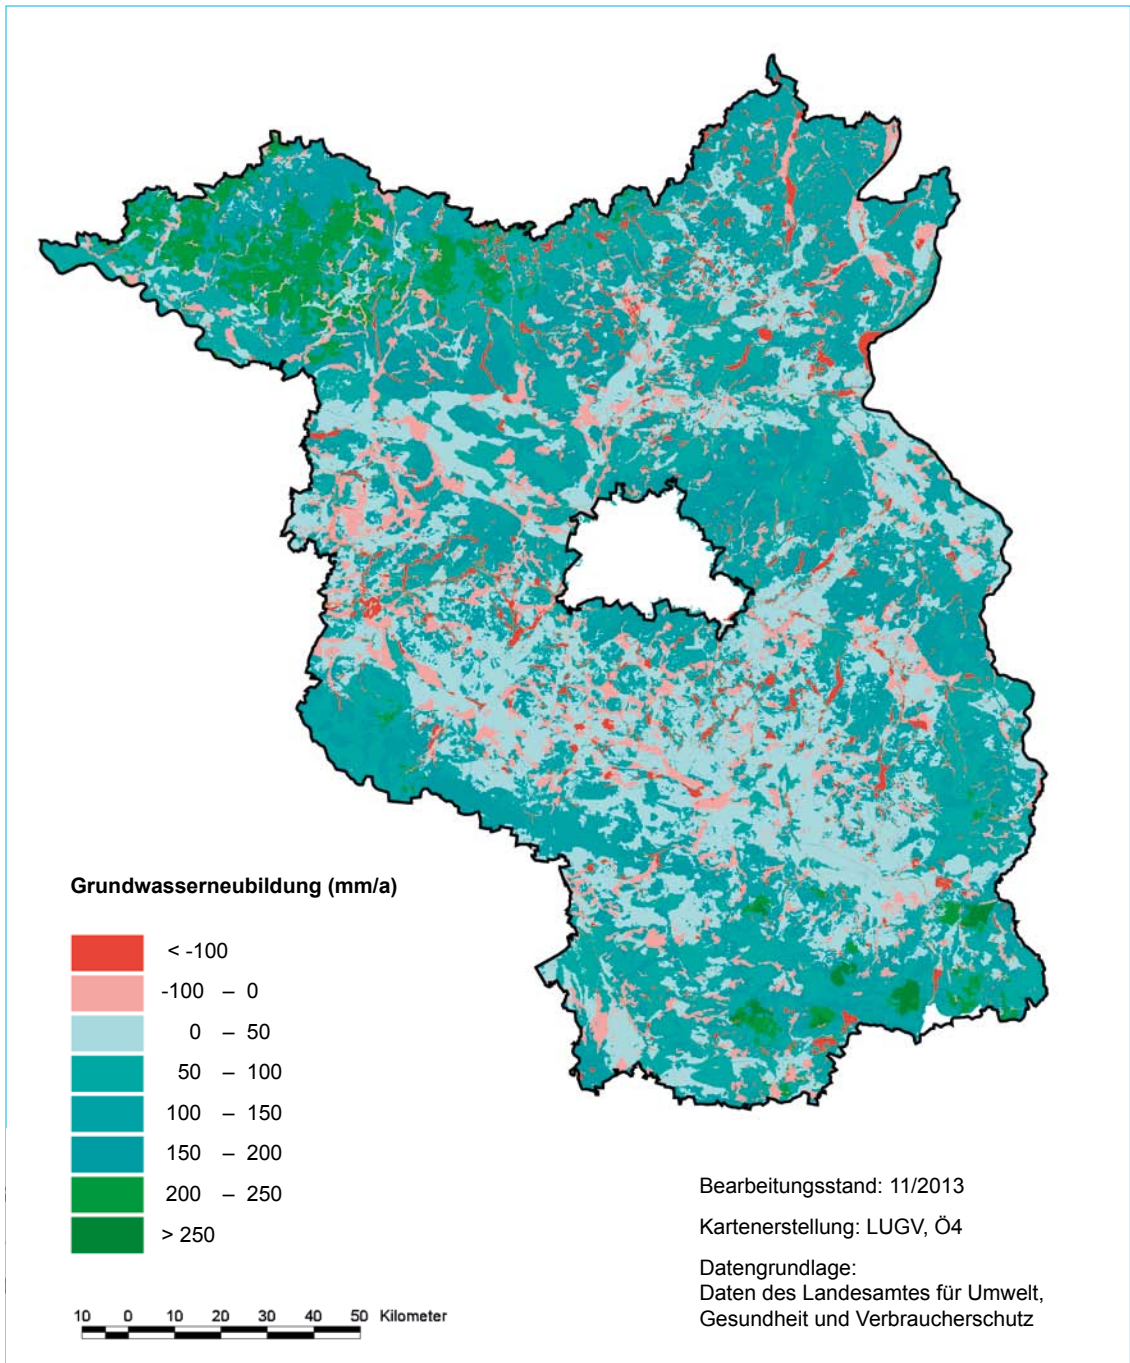 Grundwasserneubildung (mm/a)
< -100
-100 – 0
0 – 50
50 – 100
100 – 150
150 – 200
200 – 250
> 250
10 0 10 20 30 40 50 Kilometer
Bearbeitungsstand: 11/2013
Kartenerstellung: LUGV, Ö4
Datengrundlage:
Daten des Landesamtes für Umwelt,
Gesundheit und Verbraucherschutz